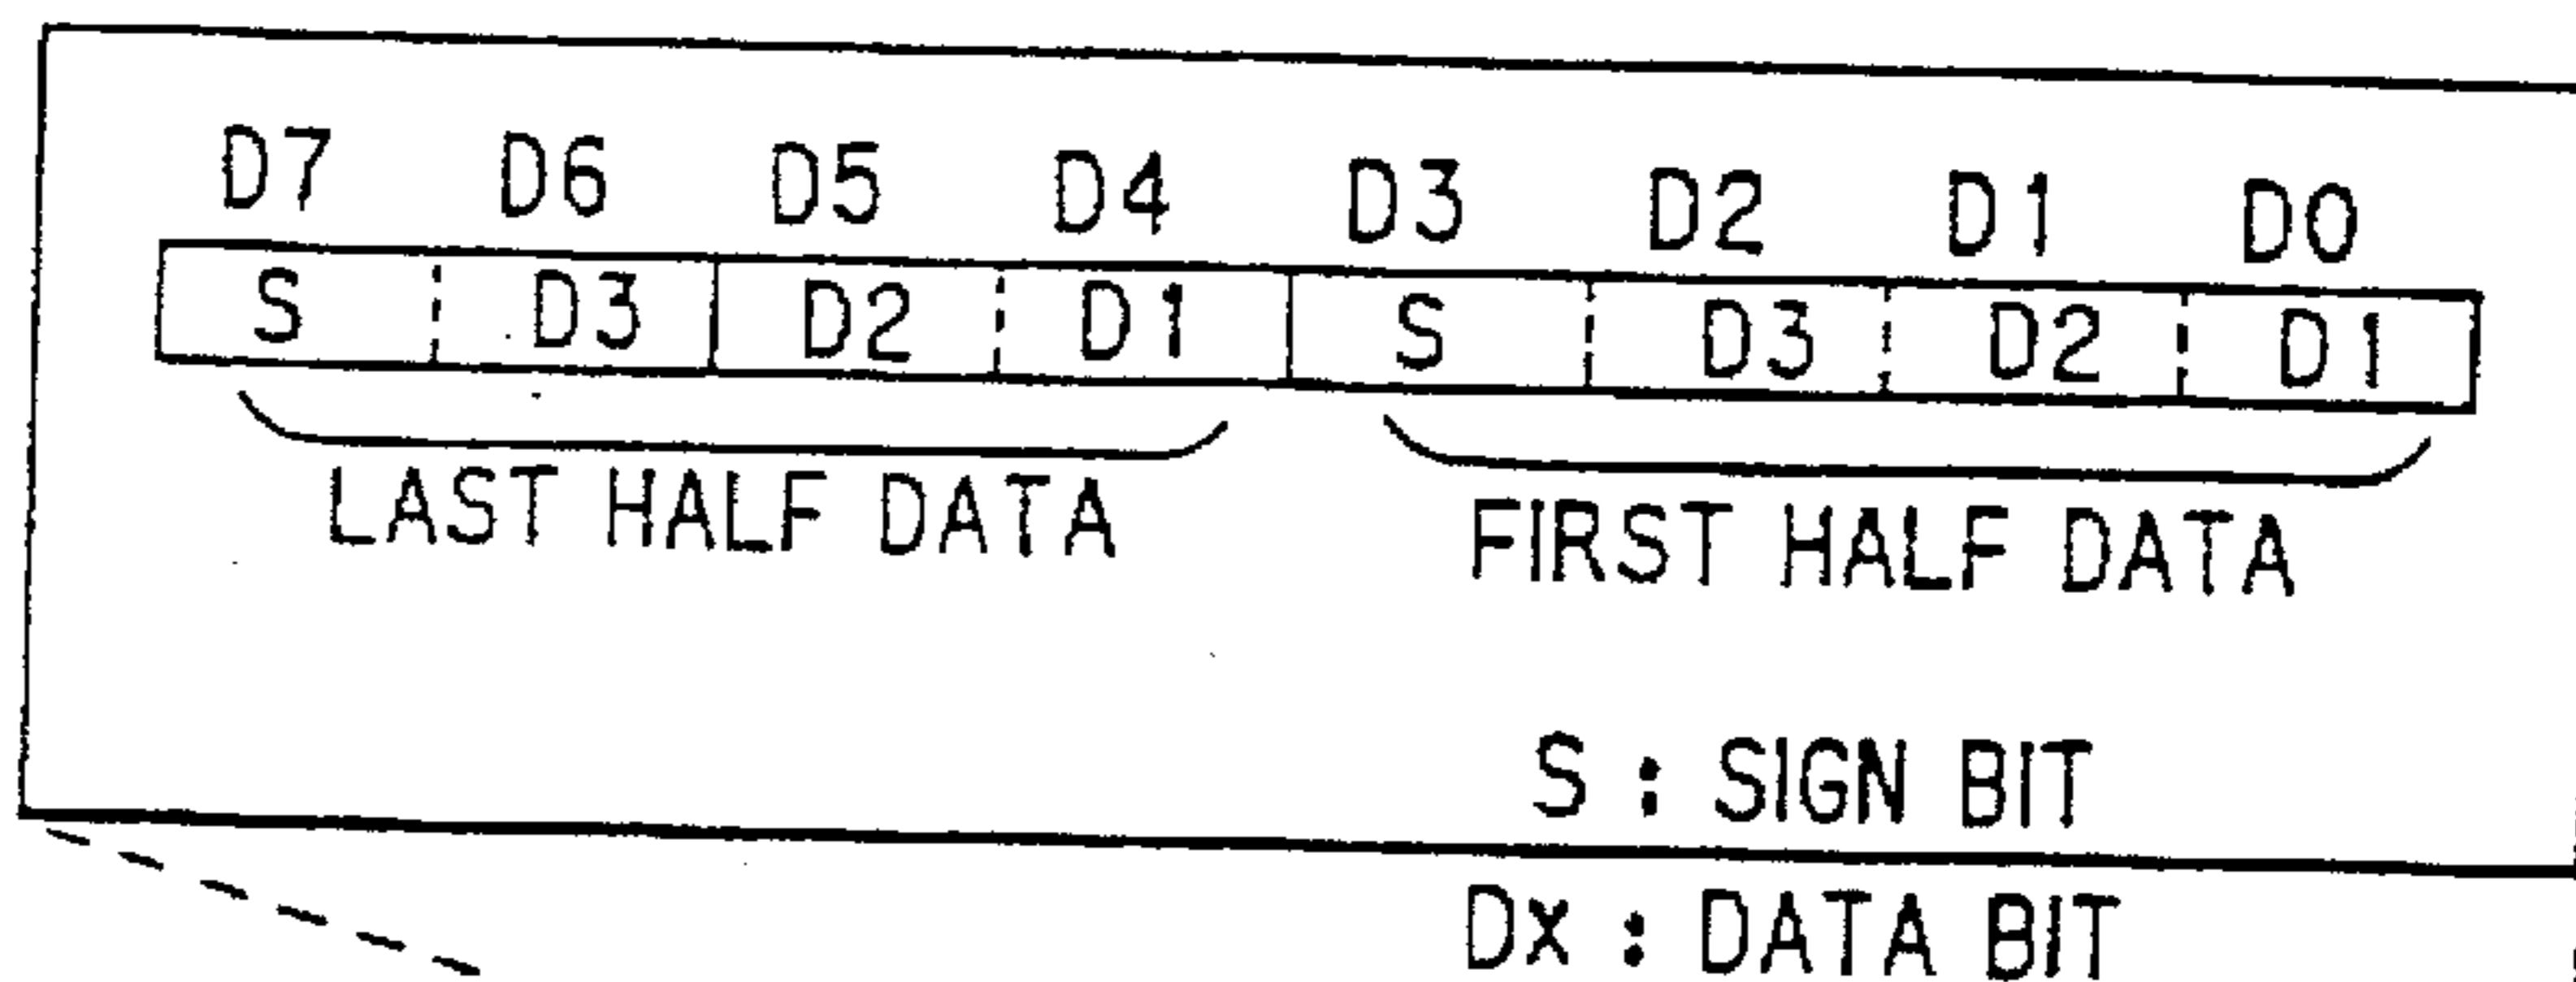 D7 D6 D5 D4 D3 D2 D1 D0
S D3 D2 D1 S D3 D2 D1
LAST HALF DATA FIRST HALF DATA
S : SIGN BIT
Dx : DATA BIT